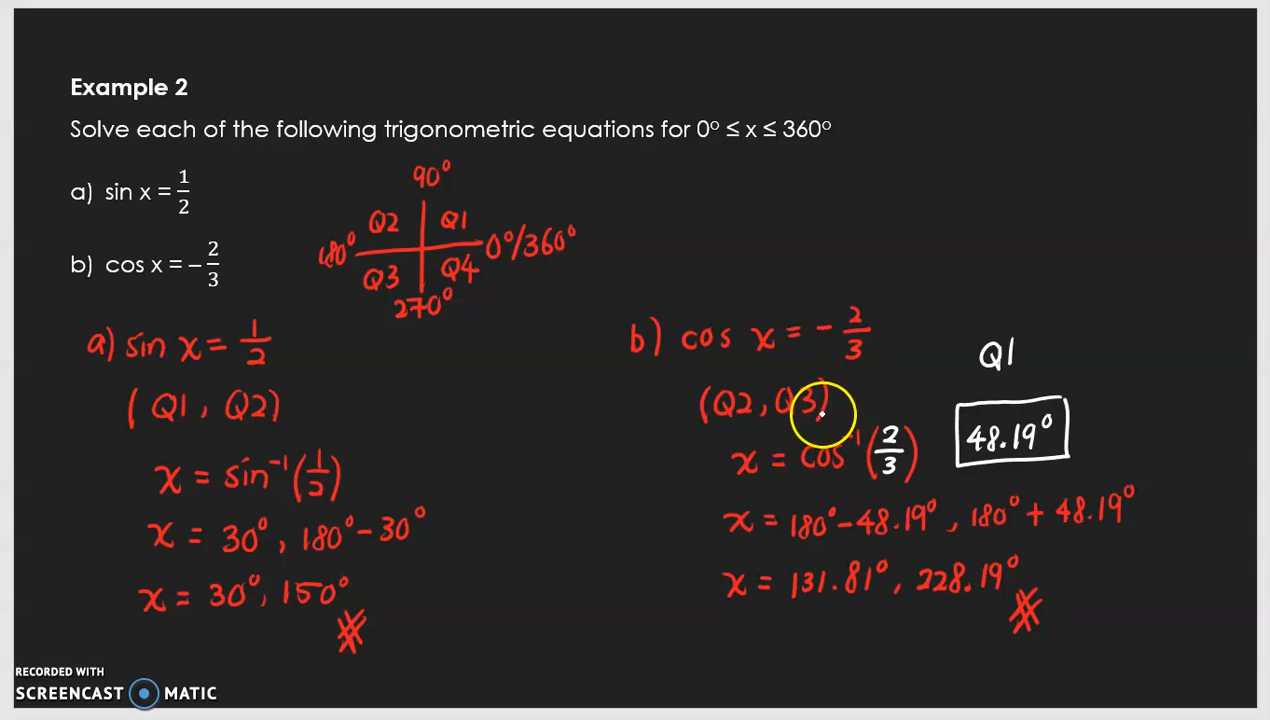 Example 2
Solve each of the following trigonometric equations for 0° ≤ x ≤ 360°
a) sin x = 1/2
b) cos x = − 2/3
90°
Q2 Q1
180° 0°/360°
Q3 Q4
270°
a) sin x = 1/2
(Q1, Q2)
x = sin⁻¹(1/2)
x = 30°, 180° − 30°
x = 30°, 150°
b) cos x = − 2/3
(Q2, Q3)
x = cos⁻¹(2/3)
Q1
48.19°
x = 180° − 48.19°, 180° + 48.19°
x = 131.81°, 228.19°
RECORDED WITH
SCREENCAST MATIC